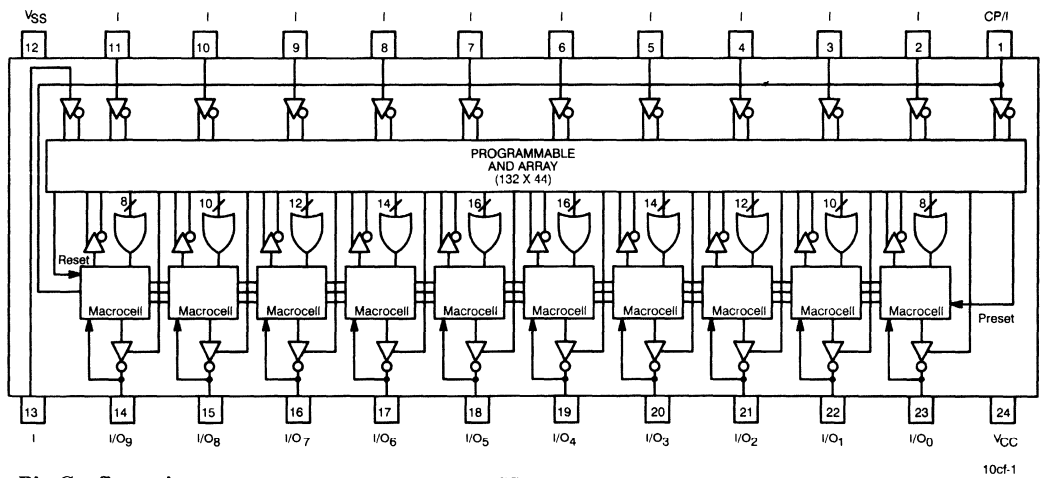 VSS I I I I I I I I I I CP/I
12 11 10 9 8 7 6 5 4 3 2 1
PROGRAMMABLE
AND ARRAY
(132 X 44)
8 10 12 14 16 16 14 12 10 8
Reset
Macrocell Macrocell Macrocell Macrocell Macrocell Macrocell Macrocell Macrocell Macrocell Macrocell
Preset
13 14 15 16 17 18 19 20 21 22 23 24
I I/O9 I/O8 I/O7 I/O6 I/O5 I/O4 I/O3 I/O2 I/O1 I/O0 VCC
10cf-1